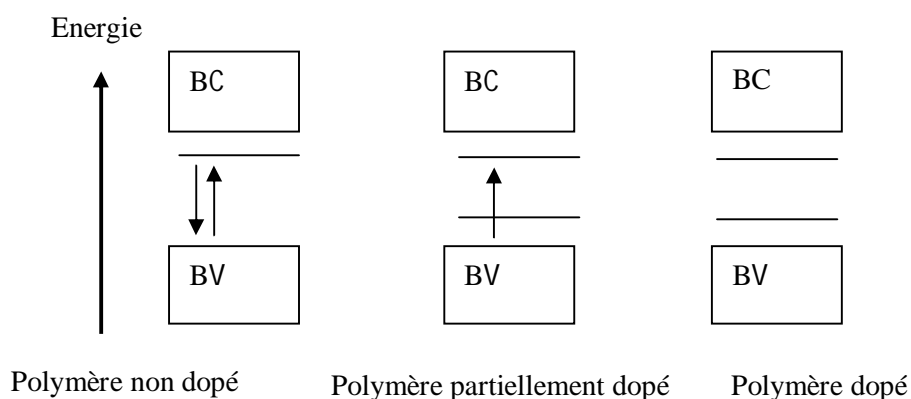 Energie
BC BC BC
BV BV BV
Polymère non dopé Polymère partiellement dopé Polymère dopé